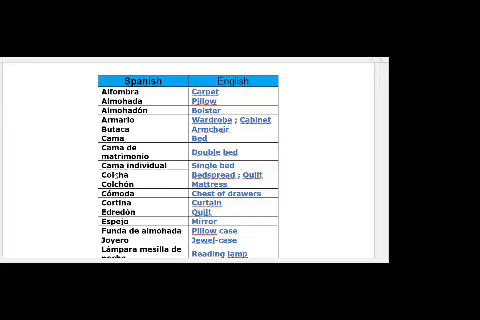 Spanish English
Alfombra Carpet
Almohada Pillow
Almohadón Bolster
Armario Wardrobe ; Cabinet
Butaca Armchair
Cama Bed
Cama de
matrimonio Double bed
Cama individual Single bed
Colcha Bedspread ; Quilt
Colchón Mattress
Cómoda Chest of drawers
Cortina Curtain
Edredón Quilt
Espejo Mirror
Funda de almohada Pillow case
Joyero Jewel-case
Lámpara mesilla de
noche Reading lamp